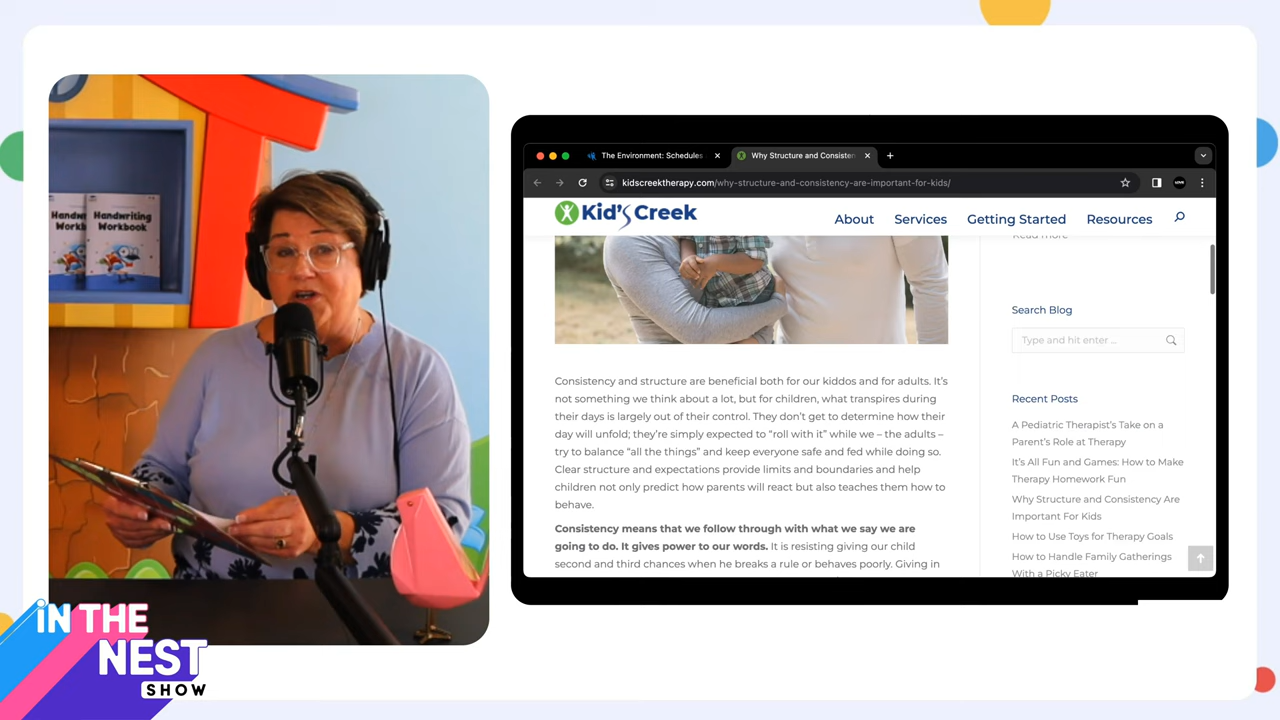 Handw
Workb
Handwriting
Workbook
iN THE
NEST
SHOW
The Environment: Schedules
Why Structure and Consisten
kidscreektherapy.com/why-structure-and-consistency-are-important-for-kids/
Kid's Creek
About
Services
Getting Started
Resources
Read more
Consistency and structure are beneficial both for our kiddos and for adults. It's
not something we think about a lot, but for children, what transpires during
their days is largely out of their control. They don't get to determine how their
day will unfold; they're simply expected to “roll with it” while we – the adults –
try to balance “all the things” and keep everyone safe and fed while doing so.
Clear structure and expectations provide limits and boundaries and help
children not only predict how parents will react but also teaches them how to
behave.
Consistency means that we follow through with what we say we are
going to do. It gives power to our words. It is resisting giving our child
second and third chances when he breaks a rule or behaves poorly. Giving in
Search Blog
Type and hit enter ...
Recent Posts
A Pediatric Therapist's Take on a
Parent's Role at Therapy
It's All Fun and Games: How to Make
Therapy Homework Fun
Why Structure and Consistency Are
Important For Kids
How to Use Toys for Therapy Goals
How to Handle Family Gatherings
With a Picky Eater